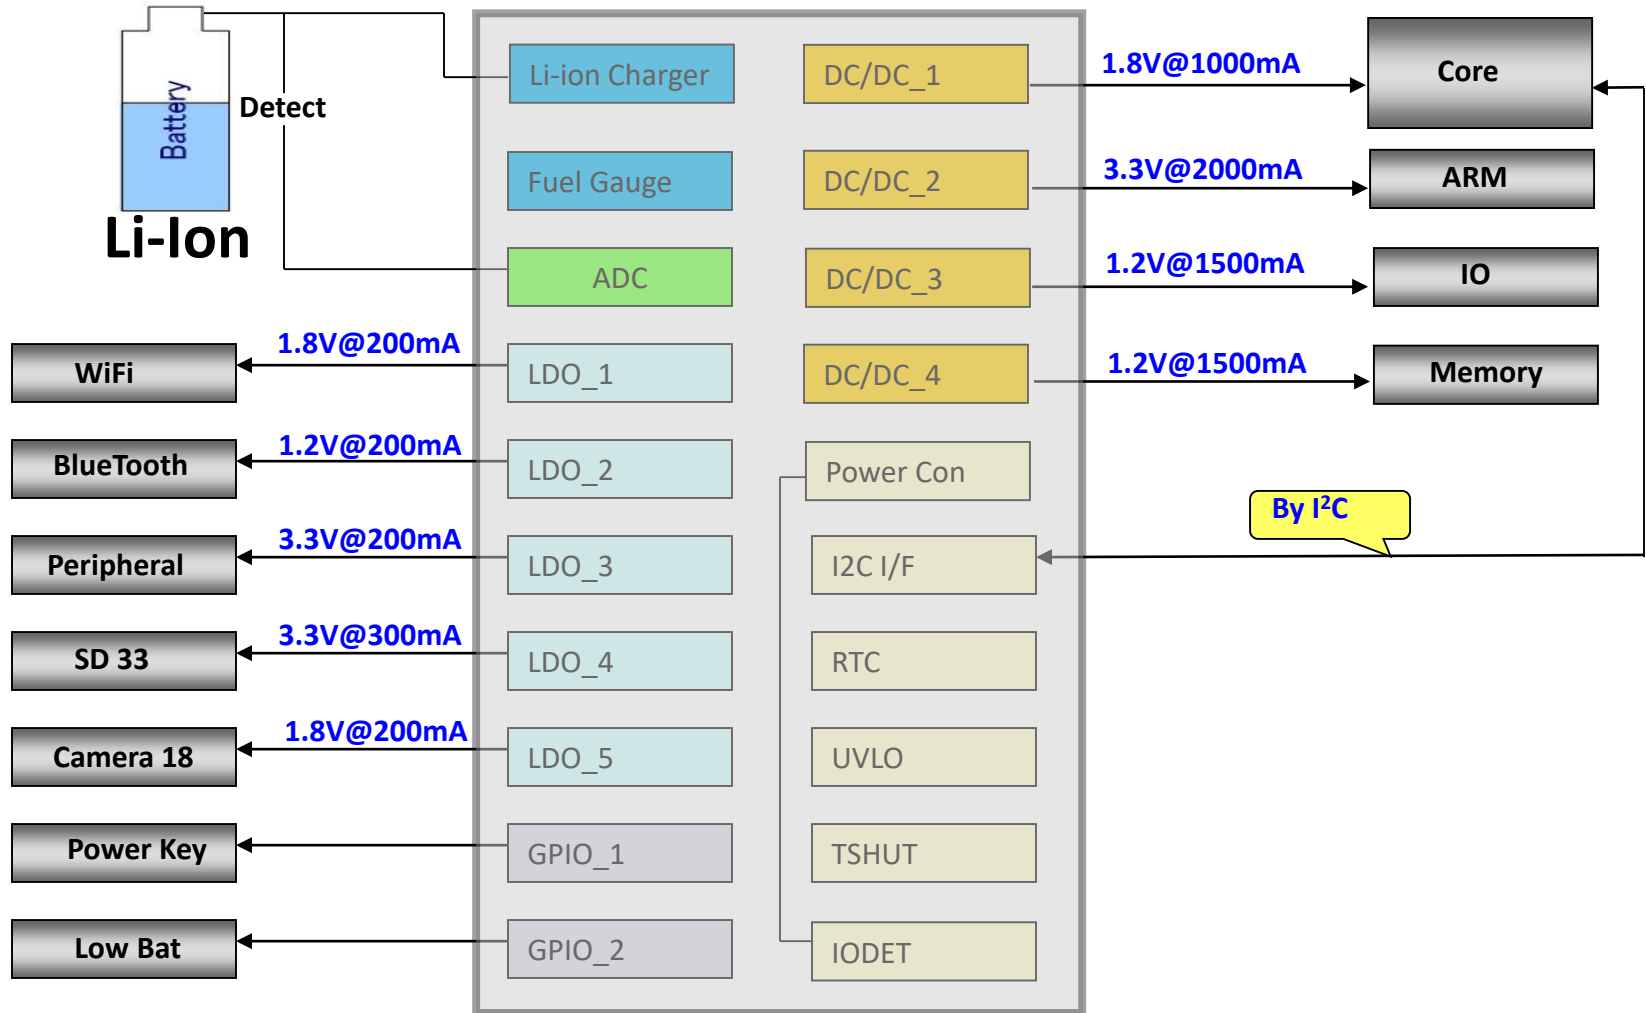 Battery
Detect
Li-Ion
Li-ion Charger
Fuel Gauge
ADC
LDO_1
LDO_2
LDO_3
LDO_4
LDO_5
GPIO_1
GPIO_2
DC/DC_1
DC/DC_2
DC/DC_3
DC/DC_4
Power Con
I2C I/F
RTC
UVLO
TSHUT
IODET
1.8V@200mA
WiFi
1.2V@200mA
BlueTooth
3.3V@200mA
Peripheral
3.3V@300mA
SD 33
1.8V@200mA
Camera 18
Power Key
Low Bat
1.8V@1000mA
Core
3.3V@2000mA
ARM
1.2V@1500mA
IO
1.2V@1500mA
Memory
By I²C